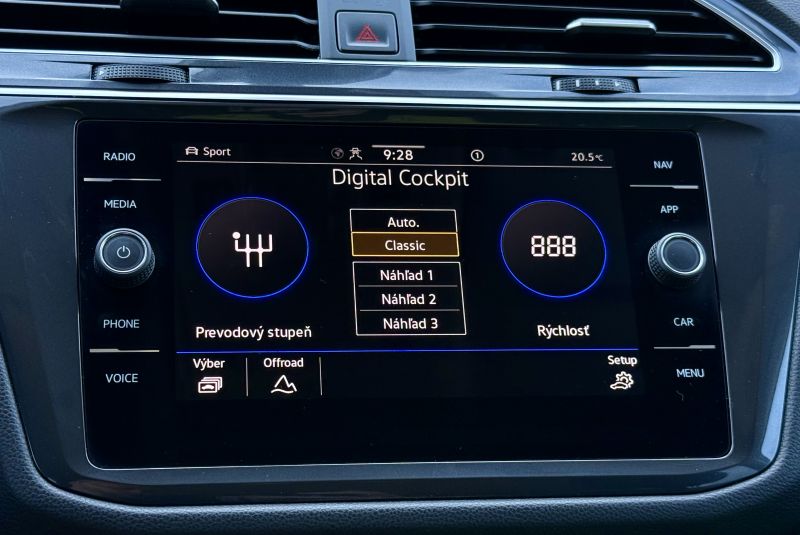 RADIO
MEDIA
PHONE
VOICE
Sport
9:28
1
20.5°C
Digital Cockpit
Auto.
Classic
Náhľad 1
Náhľad 2
Náhľad 3
Prevodový stupeň
888
Rýchlosť
Výber
Offroad
Setup
NAV
APP
CAR
MENU